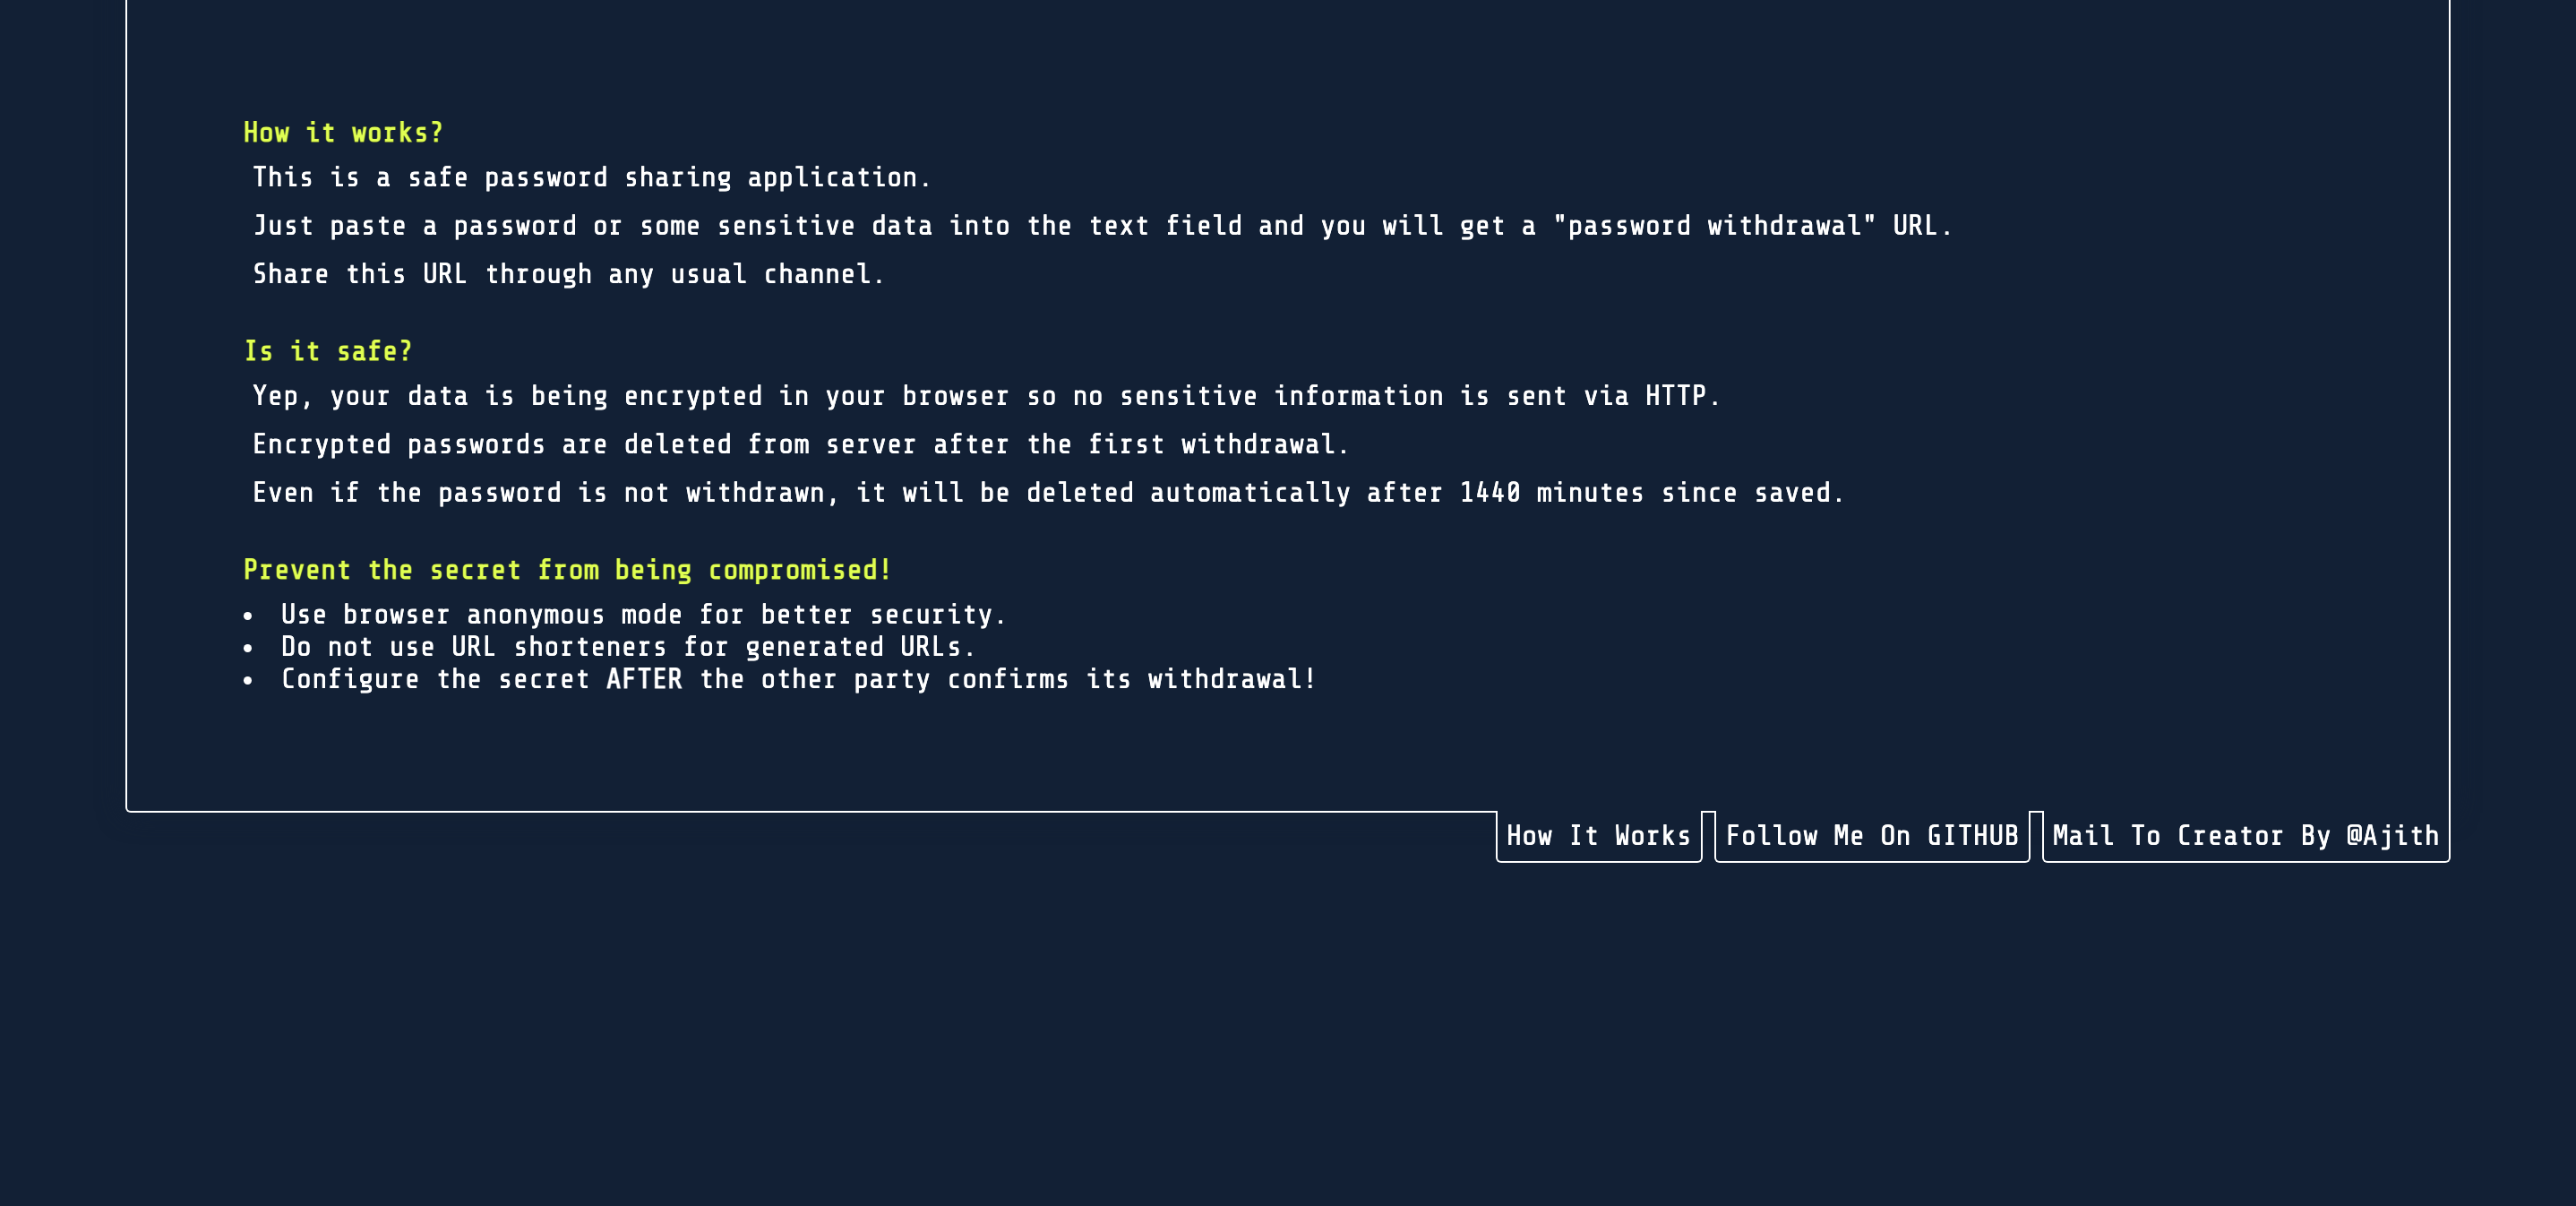 How it works?
This is a safe password sharing application.
Just paste a password or some sensitive data into the text field and you will get a "password withdrawal" URL.
Share this URL through any usual channel.
Is it safe?
Yep, your data is being encrypted in your browser so no sensitive information is sent via HTTP.
Encrypted passwords are deleted from server after the first withdrawal.
Even if the password is not withdrawn, it will be deleted automatically after 1440 minutes since saved.
Prevent the secret from being compromised!
• Use browser anonymous mode for better security.
• Do not use URL shorteners for generated URLs.
• Configure the secret AFTER the other party confirms its withdrawal!
How It Works Follow Me On GITHUB Mail To Creator By @Ajith